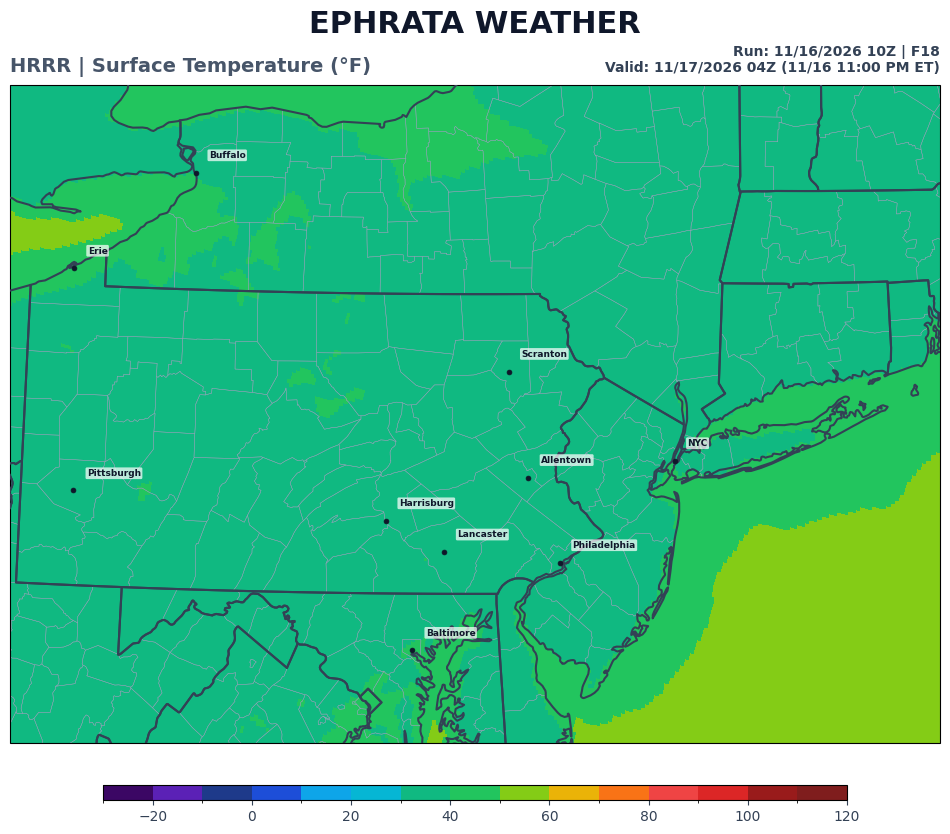 EPHRATA WEATHER
HRRR | Surface Temperature (°F)
Run: 11/16/2026 10Z | F18
Valid: 11/17/2026 04Z (11/16 11:00 PM ET)
Buffalo
Erie
Scranton
NYC
Allentown
Pittsburgh
Harrisburg
Lancaster
Philadelphia
Baltimore
−20 0 20 40 60 80 100 120